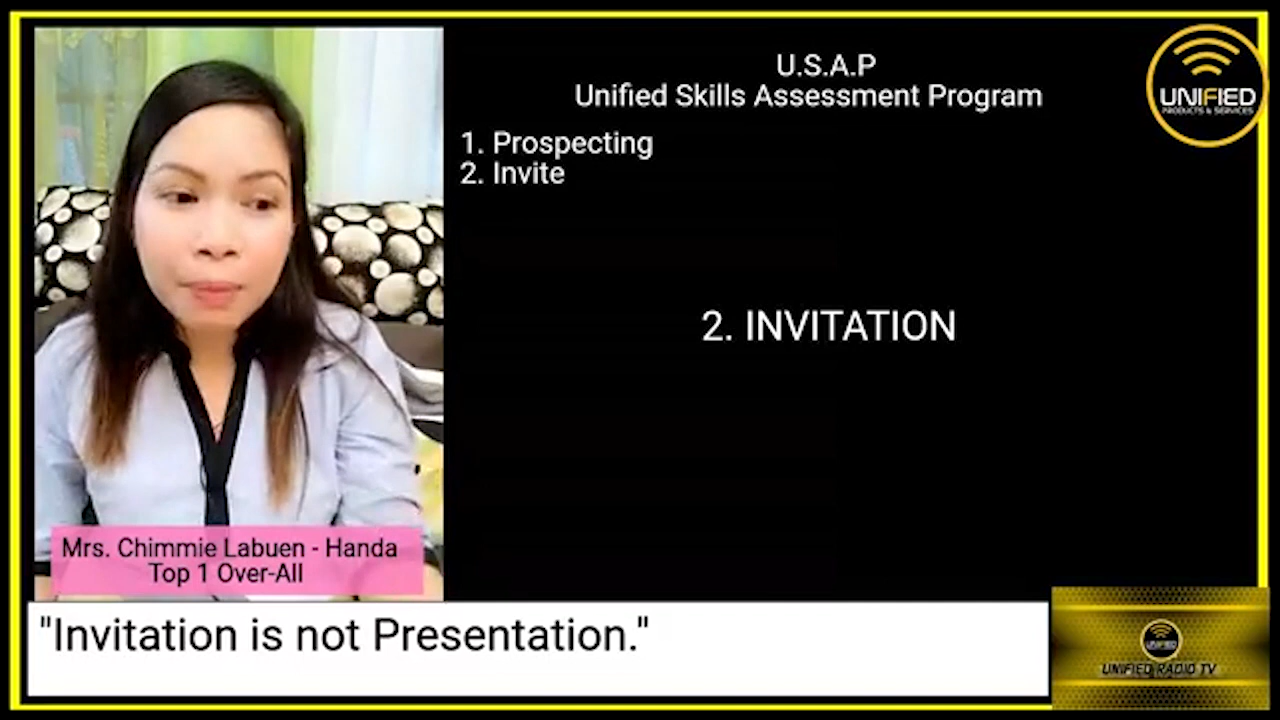 U.S.A.P
Unified Skills Assessment Program
1. Prospecting
2. Invite
2. INVITATION
UNIFIED
PRODUCTS & SERVICES
Mrs. Chimmie Labuen - Handa
Top 1 Over-All
"Invitation is not Presentation."
UNIFIED
UNIFIED RADIO TV